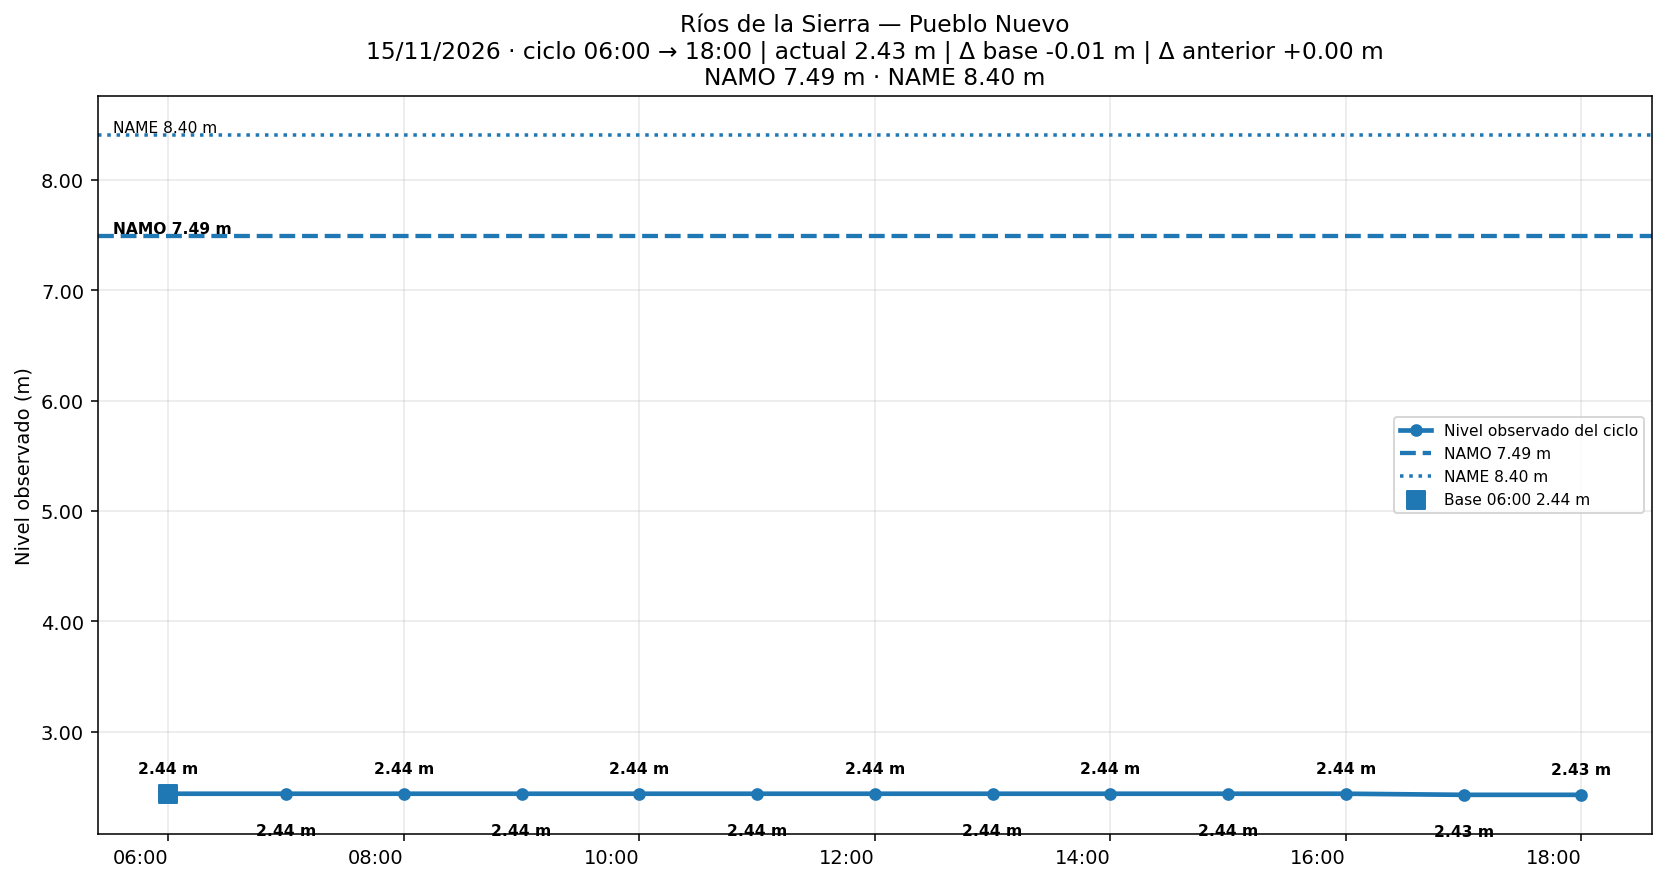 Ríos de la Sierra — Pueblo Nuevo
15/11/2026 · ciclo 06:00 → 18:00 | actual 2.43 m | Δ base -0.01 m | Δ anterior +0.00 m
NAMO 7.49 m · NAME 8.40 m
NAME 8.40 m
8.00
NAMO 7.49 m
7.00
6.00
5.00
4.00
3.00
Nivel observado (m)
Nivel observado del ciclo
NAMO 7.49 m
NAME 8.40 m
Base 06:00 2.44 m
2.44 m 2.44 m 2.44 m 2.44 m 2.44 m 2.44 m 2.43 m
2.44 m 2.44 m 2.44 m 2.44 m 2.44 m 2.43 m
06:00 08:00 10:00 12:00 14:00 16:00 18:00